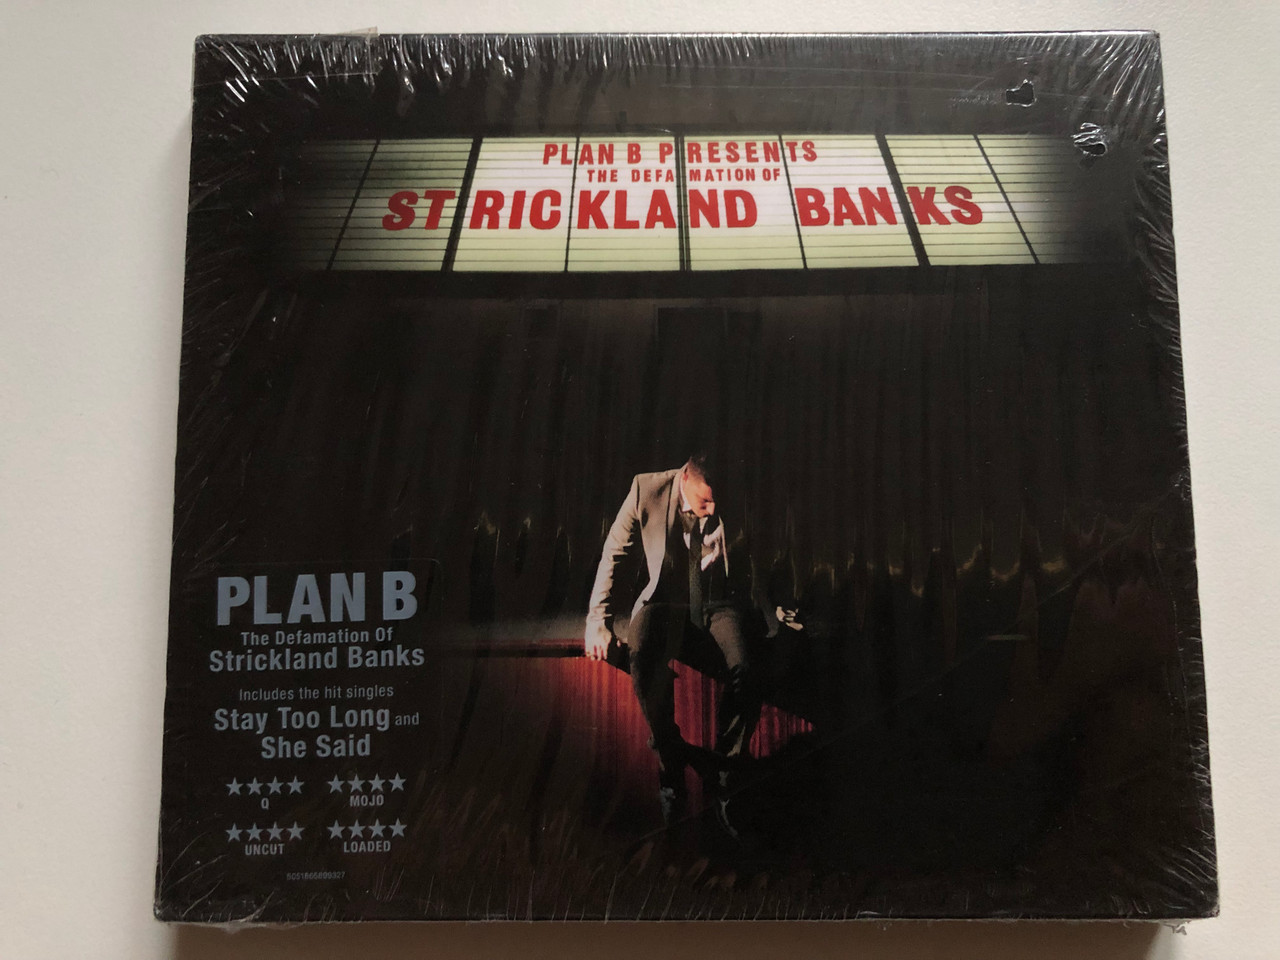 PLAN B PRESENTS
THE DEFAMATION OF
STRICKLAND BANKS
PLAN B
The Defamation Of
Strickland Banks
Includes the hit singles
Stay Too Long and
She Said
★★★★ ★★★★
Q MOJO
★★★★ ★★★★
UNCUT LOADED